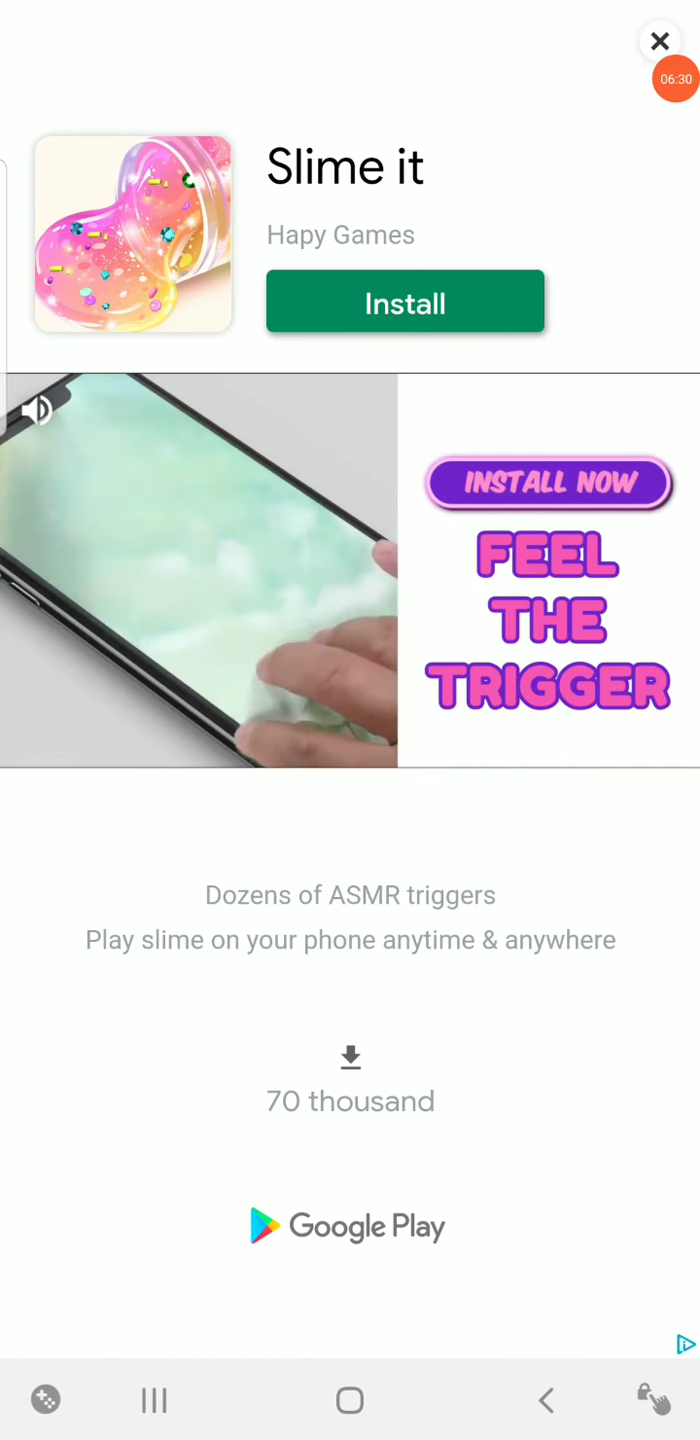 06:30
Slime it
Hapy Games
Install
INSTALL NOW
FEEL
THE
TRIGGER
Dozens of ASMR triggers
Play slime on your phone anytime & anywhere
70 thousand
Google Play